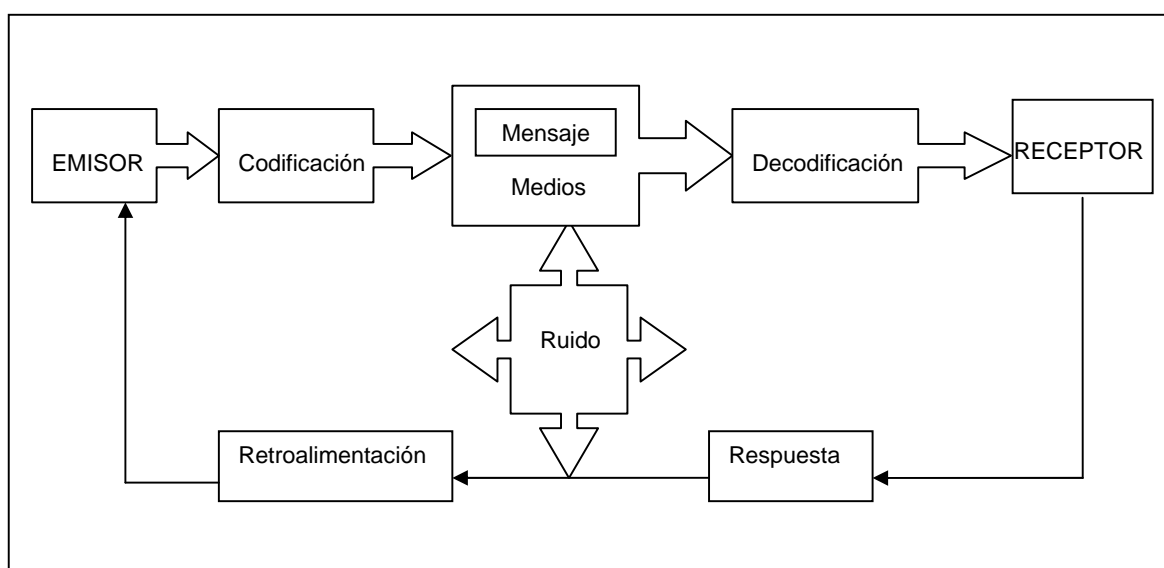 EMISOR
Codificación
Mensaje
Medios
Decodificación
RECEPTOR
Ruido
Retroalimentación
Respuesta